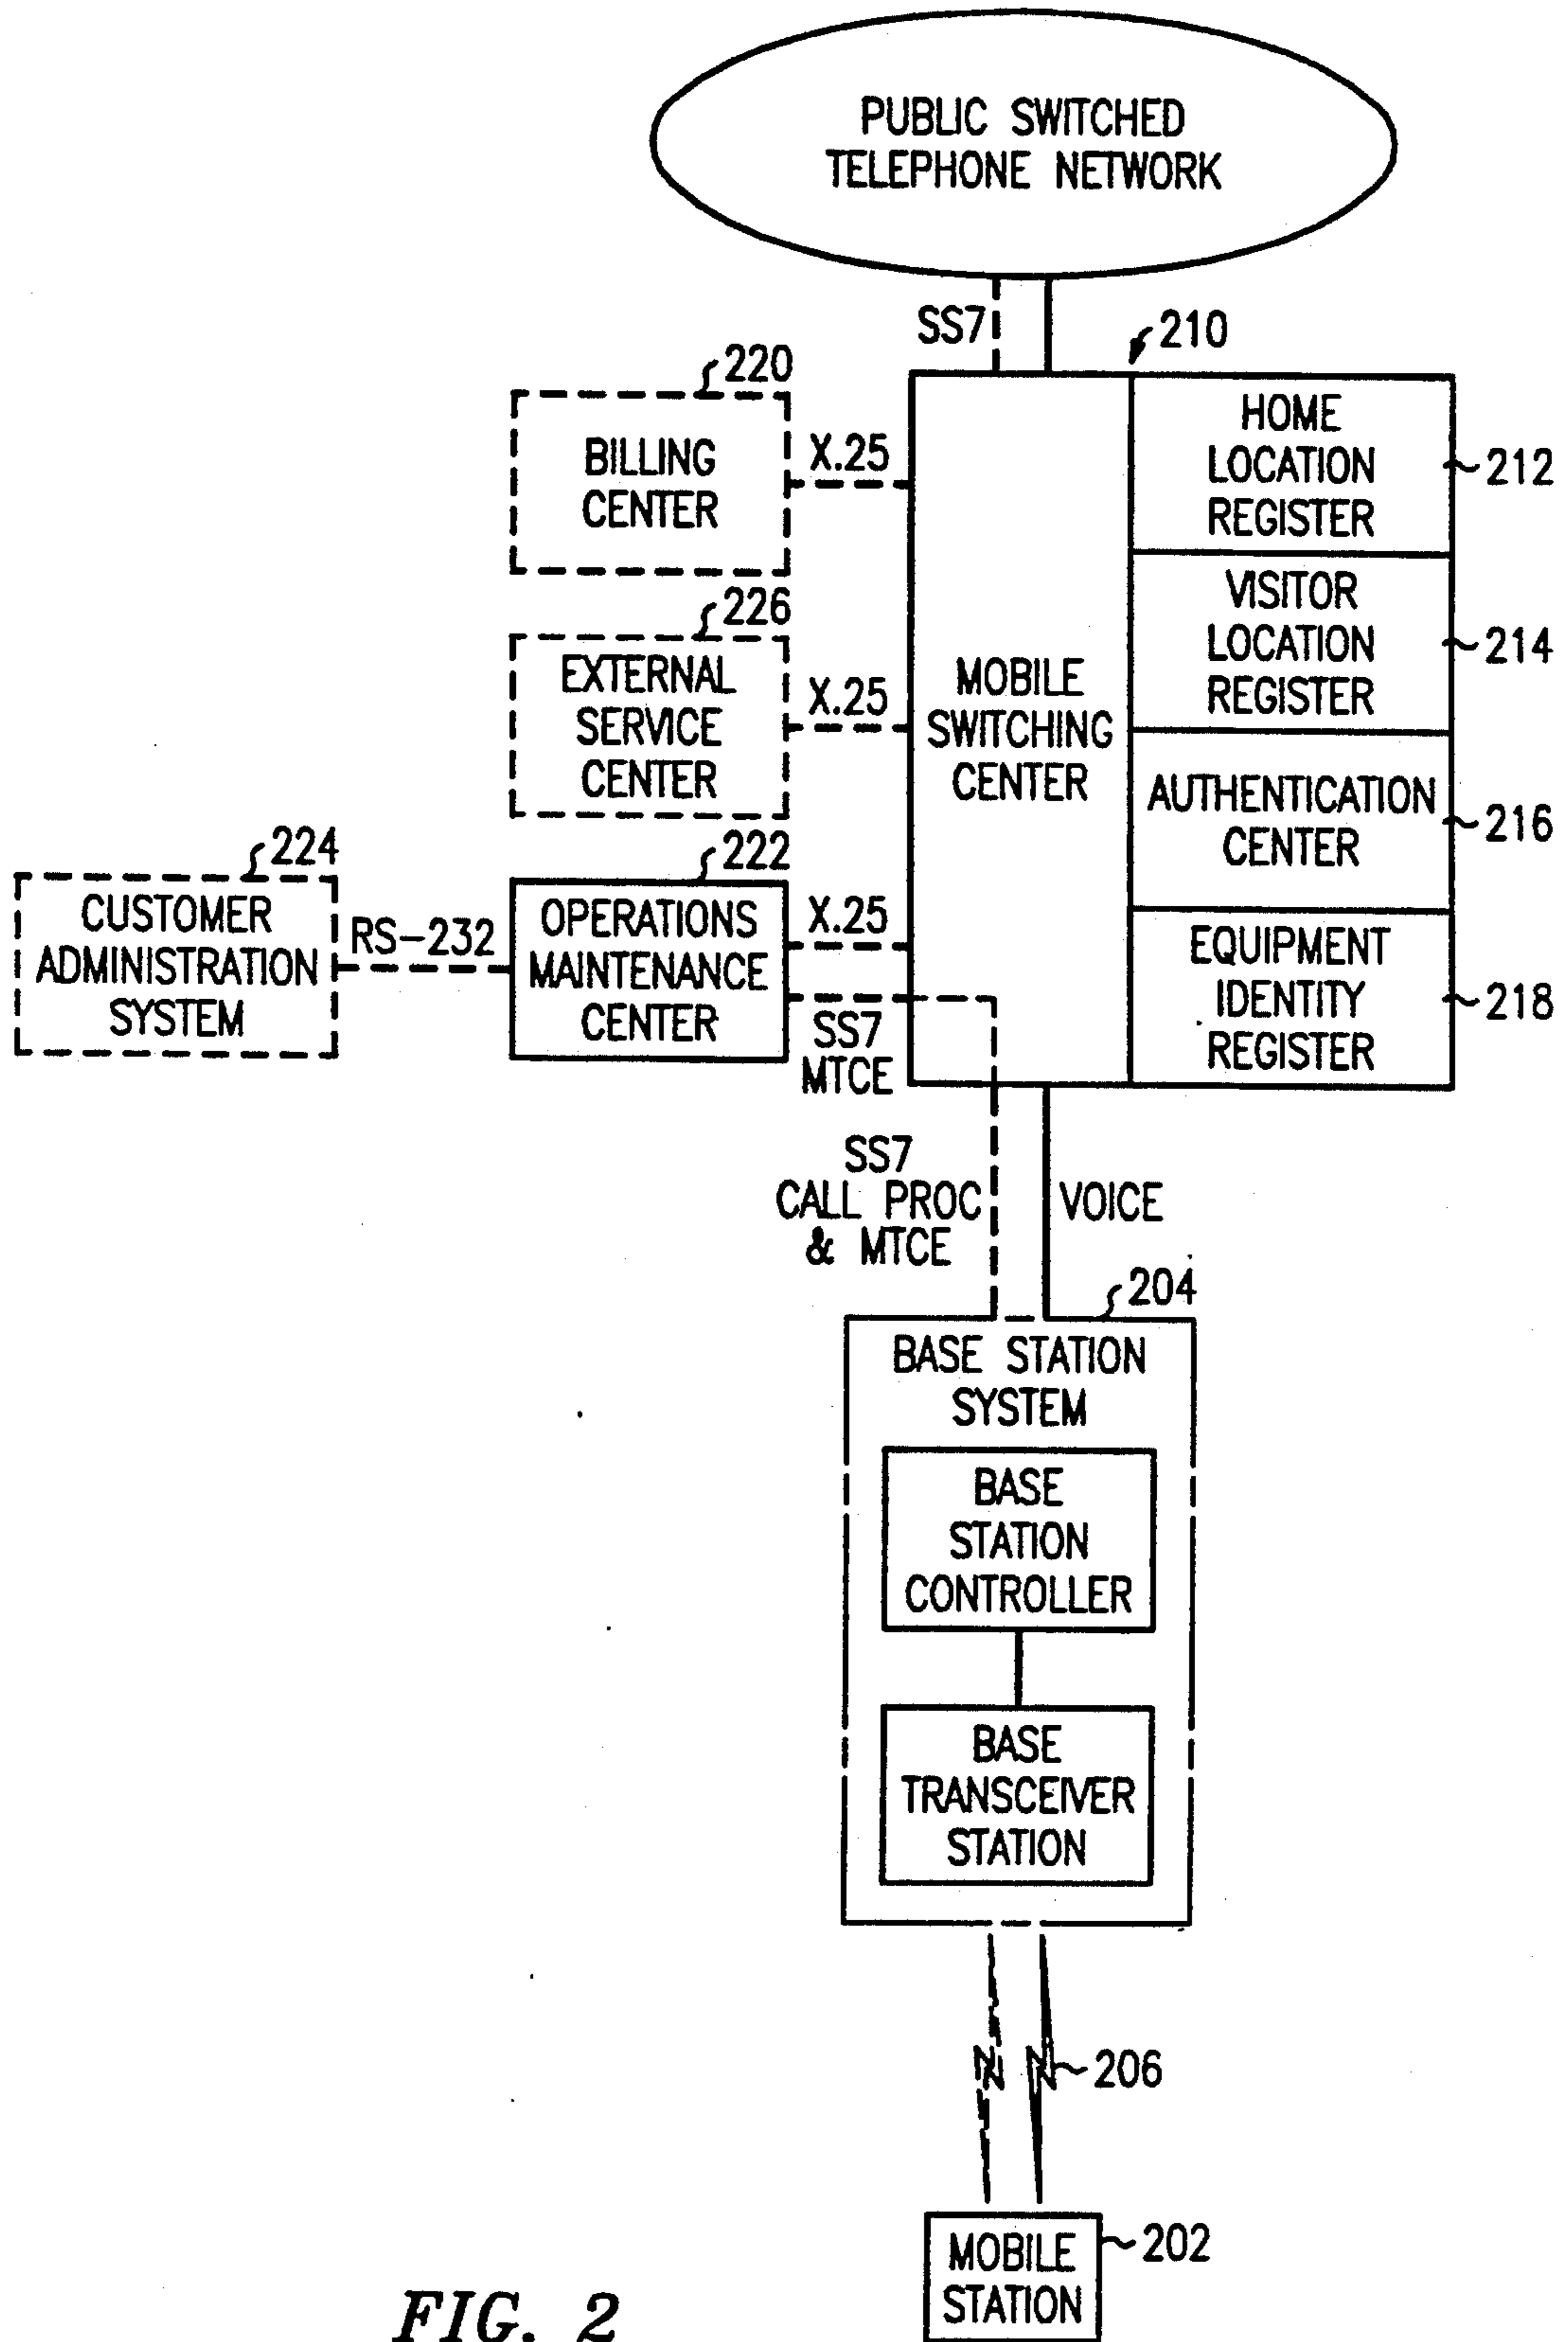 PUBLIC SWITCHED
TELEPHONE NETWORK
SS7
210
220
BILLING
CENTER
X.25
HOME
LOCATION
REGISTER
212
226
EXTERNAL
SERVICE
CENTER
X.25
MOBILE
SWITCHING
CENTER
VISITOR
LOCATION
REGISTER
214
AUTHENTICATION
CENTER
216
224
CUSTOMER
ADMINISTRATION
SYSTEM
RS-232
222
OPERATIONS
MAINTENANCE
CENTER
X.25
SS7
MTCE
EQUIPMENT
IDENTITY
REGISTER
218
SS7
CALL PROC
& MTCE
VOICE
204
BASE STATION
SYSTEM
BASE
STATION
CONTROLLER
BASE
TRANSCEIVER
STATION
206
MOBILE
STATION
202
FIG. 2